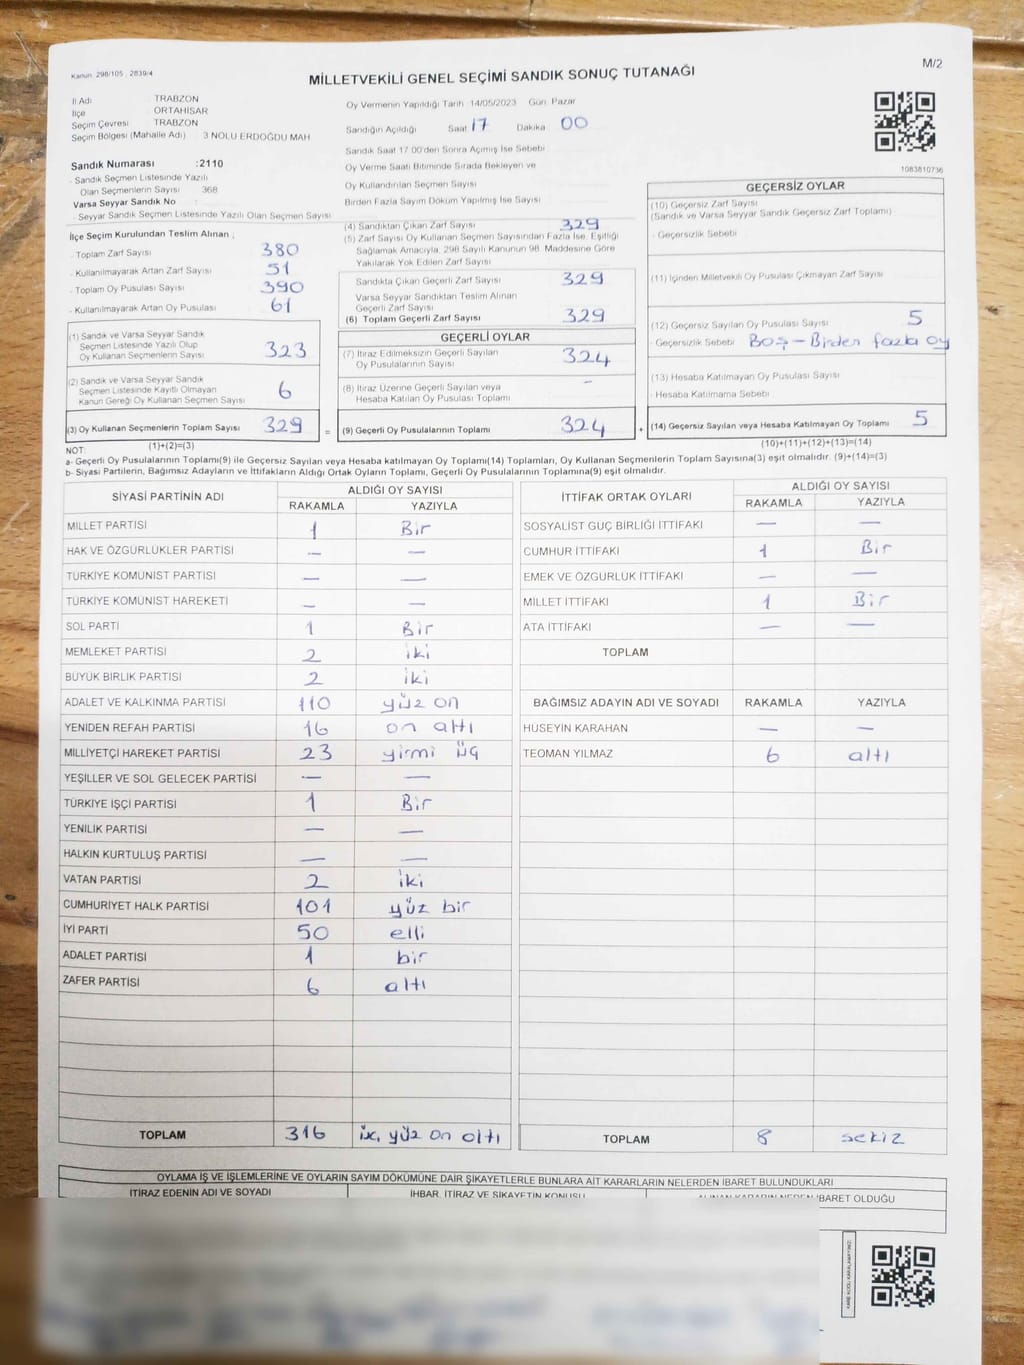 Kanun. 298/105 , 2839/4
M/2
MİLLETVEKİLİ GENEL SEÇİMİ SANDIK SONUÇ TUTANAĞI
İl Adı : TRABZON
İlçe : ORTAHİSAR
Seçim Çevresi : TRABZON
Seçim Bölgesi (Mahalle Adı) : 3 NOLU ERDOĞDU MAH
Sandık Numarası :2110
- Sandık Seçmen Listesinde Yazılı
Olan Seçmenlerin Sayısı : 368
Varsa Seyyar Sandık No :
- Seyyar Sandık Seçmen Listesinde Yazılı Olan Seçmen Sayısı
Oy Vermenin Yapıldığı Tarih 14/05/2023 Gün: Pazar
Sandığın Açıldığı Saat 17 Dakika 00
Sandık Saat 17:00'den Sonra Açımış İse Sebebi
Oy Verme Saati Bitiminde Sırada Bekleyen ve
Oy Kullandırılan Seçmen Sayısı
Birden Fazla Sayım Döküm Yapılmış İse Sayısı
1083810736
İlçe Seçim Kurulundan Teslim Alınan ;
- Toplam Zarf Sayısı 380
- Kullanılmayarak Artan Zarf Sayısı 51
- Toplam Oy Pusulası Sayısı 390
- Kullanılmayarak Artan Oy Pusulası 61
(1) Sandık ve Varsa Seyyar Sandık
Seçmen Listesinde Yazılı Olup
Oy Kullanan Seçmenlerin Sayısı 323
(2) Sandık ve Varsa Seyyar Sandık
Seçmen Listesinde Kayıtlı Olmayan
Kanun Gereği Oy Kullanan Seçmen Sayısı 6
(3) Oy Kullanan Seçmenlerin Toplam Sayısı 329
(1)+(2)=(3)
(4) Sandıktan Çıkan Zarf Sayısı 329
(5) Zarf Sayısı Oy Kullanan Seçmen Sayısından Fazla İse, Eşitliği
Sağlamak Amacıyla, 298 Sayılı Kanunun 98. Maddesine Göre
Yakılarak Yok Edilen Zarf Sayısı
Sandıkta Çıkan Geçerli Zarf Sayısı 329
Varsa Seyyar Sandıktan Teslim Alınan
Geçerli Zarf Sayısı
(6) Toplam Geçerli Zarf Sayısı 329
GEÇERLİ OYLAR
(7) İtiraz Edilmeksizin Geçerli Sayılan
Oy Pusulalarının Sayısı 324
(8) İtiraz Üzerine Geçerli Sayılan veya
Hesaba Katılan Oy Pusulası Toplamı –
= (9) Geçerli Oy Pusulalarının Toplamı 324
GEÇERSİZ OYLAR
(10) Geçersiz Zarf Sayısı
(Sandık ve Varsa Seyyar Sandık Geçersiz Zarf Toplamı)
- Geçersizlik Sebebi
(11) İçinden Milletvekili Oy Pusulası Çıkmayan Zarf Sayısı
(12) Geçersiz Sayılan Oy Pusulası Sayısı 5
- Geçersizlik Sebebi Boş – Birden fazla oy
(13) Hesaba Katılmayan Oy Pusulası Sayısı
- Hesaba Katılmama Sebebi
+ (14) Geçersiz Sayılan veya Hesaba Katılmayan Oy Toplamı 5
(10)+(11)+(12)+(13)=(14)
NOT:
a- Geçerli Oy Pusulalarının Toplamı(9) ile Geçersiz Sayılan veya Hesaba katılmayan Oy Toplamı(14) Toplamları, Oy Kullanan Seçmenlerin Toplam Sayısına(3) eşit olmalıdır. (9)+(14)=(3)
b- Siyasi Partilerin, Bağımsız Adayların ve İttifakların Aldığı Ortak Oyların Toplamı, Geçerli Oy Pusulalarının Toplamına(9) eşit olmalıdır.
SİYASİ PARTİNİN ADI ALDIĞI OY SAYISI
RAKAMLA YAZIYLA
MİLLET PARTİSİ 1 Bir
HAK VE ÖZGÜRLÜKLER PARTİSİ – –
TÜRKİYE KOMÜNİST PARTİSİ – –
TÜRKİYE KOMÜNİST HAREKETİ – –
SOL PARTİ 1 Bir
MEMLEKET PARTİSİ 2 iki
BÜYÜK BİRLİK PARTİSİ 2 iki
ADALET VE KALKINMA PARTİSİ 110 yüz on
YENİDEN REFAH PARTİSİ 16 on altı
MİLLİYETÇİ HAREKET PARTİSİ 23 yirmi üç
YEŞİLLER VE SOL GELECEK PARTİSİ – –
TÜRKİYE İŞÇİ PARTİSİ 1 Bir
YENİLİK PARTİSİ – –
HALKIN KURTULUŞ PARTİSİ – –
VATAN PARTİSİ 2 iki
CUMHURİYET HALK PARTİSİ 101 yüz bir
İYİ PARTİ 50 elli
ADALET PARTİSİ 1 bir
ZAFER PARTİSİ 6 altı
TOPLAM 316 üç yüz on altı
İTTİFAK ORTAK OYLARI ALDIĞI OY SAYISI
RAKAMLA YAZIYLA
SOSYALİST GÜÇ BİRLİĞİ İTTİFAKI – –
CUMHUR İTTİFAKI 1 Bir
EMEK VE ÖZGÜRLÜK İTTİFAKI – –
MİLLET İTTİFAKI 1 Bir
ATA İTTİFAKI – –
TOPLAM
BAĞIMSIZ ADAYIN ADI VE SOYADI RAKAMLA YAZIYLA
HÜSEYİN KARAHAN – –
TEOMAN YILMAZ 6 altı
TOPLAM 8 sekiz
OYLAMA İŞ VE İŞLEMLERİNE VE OYLARIN SAYIM DÖKÜMÜNE DAİR ŞİKAYETLERLE BUNLARA AİT KARARLARIN NELERDEN İBARET BULUNDUKLARI
İTİRAZ EDENİN ADI VE SOYADI İHBAR, İTİRAZ VE ŞİKAYETİN KONUSU ALINAN KARARIN NEDEN İBARET OLDUĞU
KARE KODU KARALAMAYINIZ